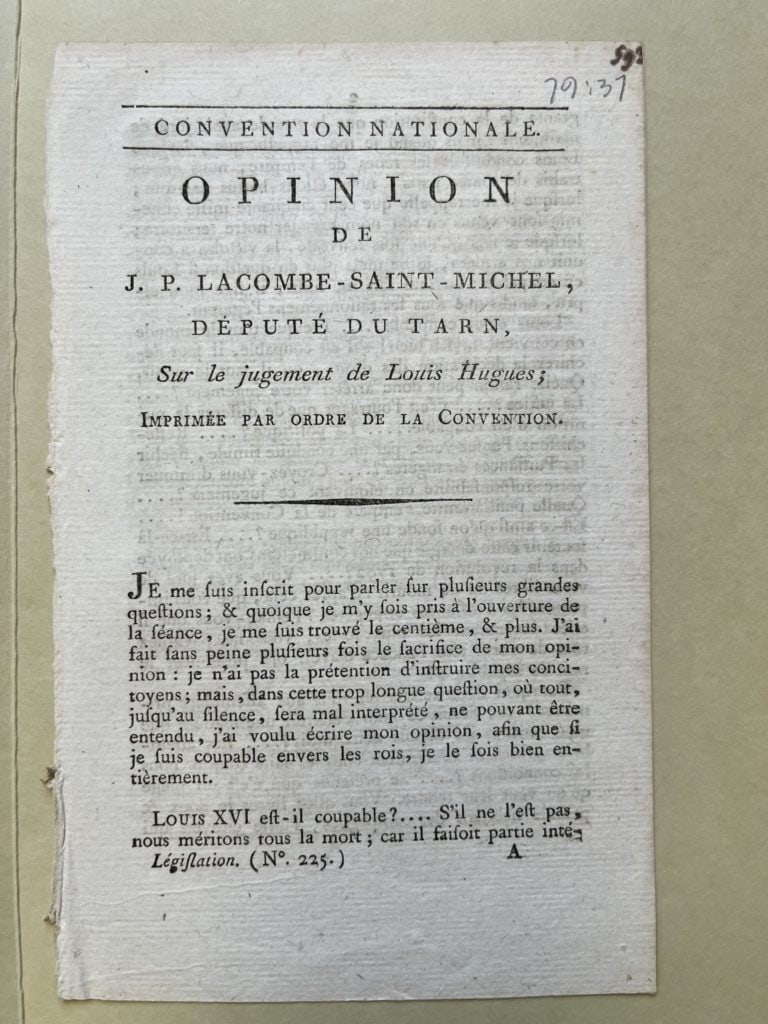 79:37
CONVENTION NATIONALE.
OPINION
DE
J. P. LACOMBE-SAINT-MICHEL,
DÉPUTÉ DU TARN,
Sur le jugement de Louis Hugues;
IMPRIMÉE PAR ORDRE DE LA CONVENTION.
JE me ſuis inſcrit pour parler ſur pluſieurs grandes
queſtions; & quoique je m'y ſois pris à l'ouverture de
la ſéance, je me ſuis trouvé le centième, & plus. J'ai
fait ſans peine pluſieurs fois le ſacrifice de mon opi-
nion : je n'ai pas la prétention d'inſtruire mes conci-
toyens; mais, dans cette trop longue queſtion, où tout,
juſqu'au ſilence, ſera mal interprété, ne pouvant être
entendu, j'ai voulu écrire mon opinion, afin que ſi
je ſuis coupable envers les rois, je le ſois bien en-
tièrement.
LOUIS XVI eſt-il coupable?.... S'il ne l'eſt pas,
nous méritons tous la mort; car il faiſoit partie inté-
Légiſlation. (N°. 225.) A